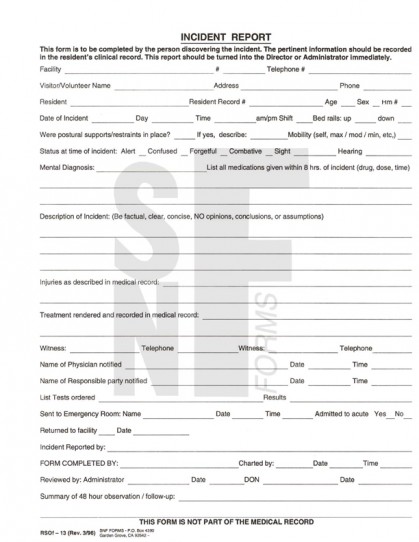 INCIDENT REPORT
This form is to be completed by the person discovering the incident. The pertinent information should be recorded
in the resident's clinical record. This report should be turned into the Director or Administrator immediately.
Facility # Telephone #
Visitor/Volunteer Name Address Phone
Resident Resident Record # Age Sex Hm #
Date of Incident Day Time am/pm Shift Bed rails: up down
Were postural supports/restraints in place? If yes, describe: Mobility (self, max / mod / min, etc,)
Status at time of incident: Alert Confused Forgetful Combative Sight Hearing
Mental Diagnosis: List all medications given within 8 hrs. of incident (drug, dose, time)
Description of Incident: (Be factual, clear, concise, NO opinions, conclusions, or assumptions)
SNF
FORMS
Injuries as described in medical record:
Treatment rendered and recorded in medical record:
Witness: Telephone Witness: Telephone
Name of Physician notified Date Time
Name of Responsible party notified Date Time
List Tests ordered Results
Sent to Emergency Room: Name Date Time Admitted to acute Yes No
Returned to facility Date
Incident Reported by:
FORM COMPLETED BY: Charted by: Date Time
Reviewed by: Administrator Date DON Date
Summary of 48 hour observation / follow-up:
THIS FORM IS NOT PART OF THE MEDICAL RECORD
RSOf – 13 (Rev. 3/96) SNF FORMS - P.O. Box
Garden Grove, CA